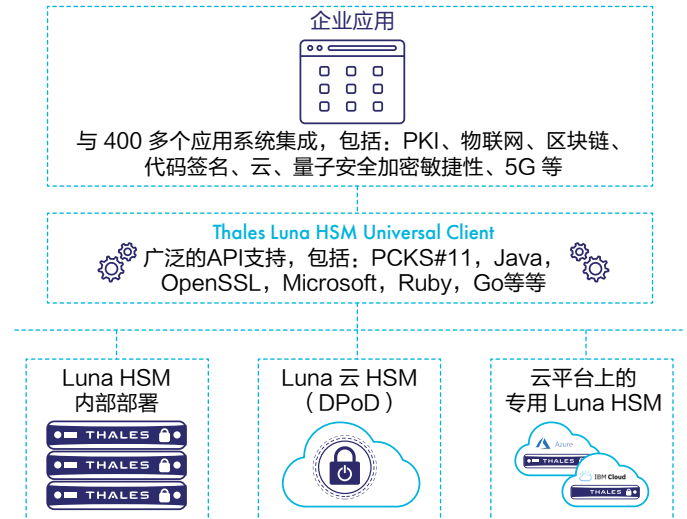 企业应用
与 400 多个应用系统集成，包括：PKI、物联网、区块链、
代码签名、云、量子安全加密敏捷性、5G 等
Thales Luna HSM Universal Client
广泛的API支持，包括：PCKS#11，Java，
OpenSSL，Microsoft，Ruby，Go等等
Luna HSM
内部部署
THALES
THALES
THALES
Luna 云 HSM
（DPoD）
云平台上的
专用 Luna HSM
Azure
THALES
IBM Cloud
THALES